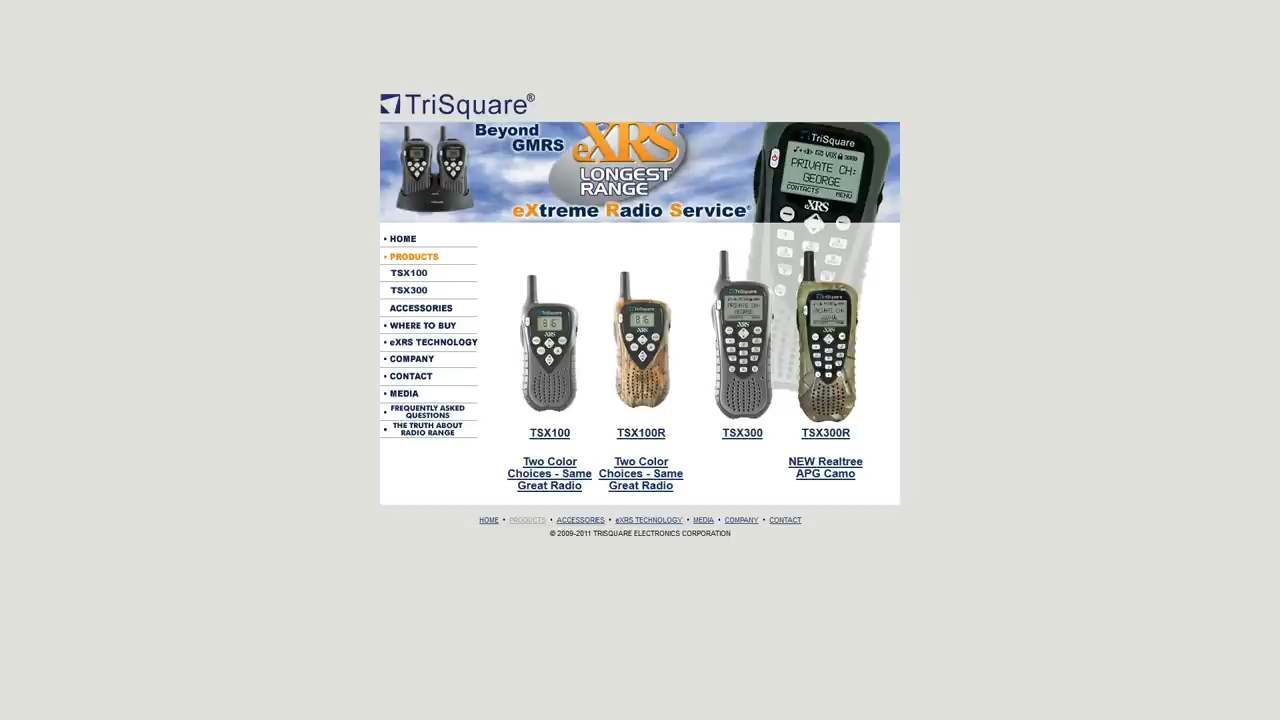 TriSquare®
Beyond
GMRS
eXRS
LONGEST
RANGE
eXtreme Radio Service®
TriSquare
PRIVATE CH:
GEORGE
CONTACTS MENU
eXRS
• HOME
• PRODUCTS
TSX100
TSX300
ACCESSORIES
• WHERE TO BUY
• eXRS TECHNOLOGY
• COMPANY
• CONTACT
• MEDIA
• FREQUENTLY ASKED
QUESTIONS
• THE TRUTH ABOUT
RADIO RANGE
TSX100 TSX100R TSX300 TSX300R
Two Color Two Color NEW Realtree
Choices - Same Choices - Same APG Camo
Great Radio Great Radio
HOME • PRODUCTS • ACCESSORIES • eXRS TECHNOLOGY • MEDIA • COMPANY • CONTACT
© 2009-2011 TRISQUARE ELECTRONICS CORPORATION